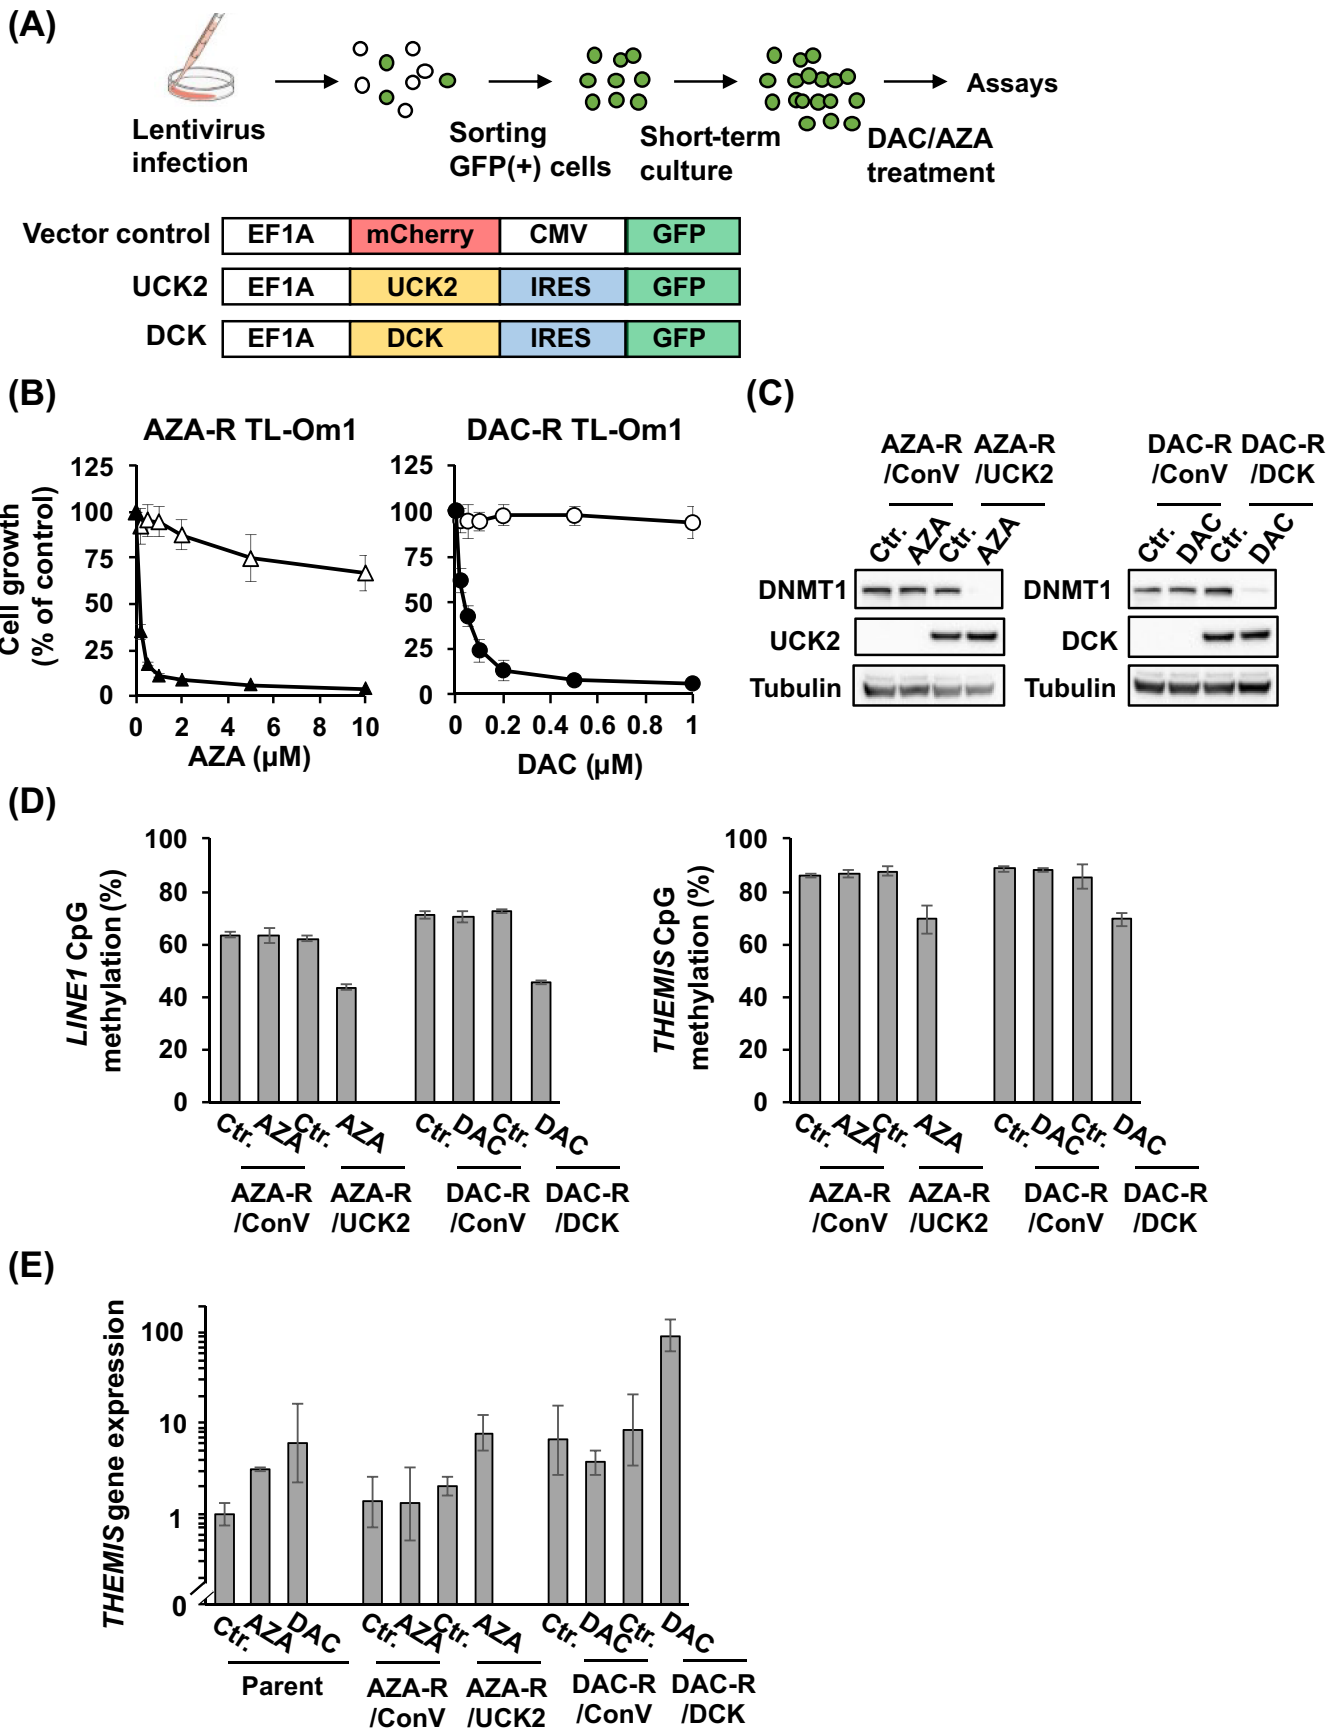 (A)
Lentivirus
infection
Sorting
GFP(+) cells
Short-term
culture
DAC/AZA
treatment
Assays
Vector control EF1A mCherry CMV GFP
UCK2 EF1A UCK2 IRES GFP
DCK EF1A DCK IRES GFP
(B)
AZA-R TL-Om1
Cell growth
(% of control)
125
100
75
50
25
0
0 2 4 6 8 10
AZA (µM)
DAC-R TL-Om1
125
100
75
50
25
0
0 0.2 0.4 0.6 0.8 1
DAC (µM)
(C)
AZA-R AZA-R
/ConV /UCK2
Ctr. AZA Ctr. AZA
DNMT1
UCK2
Tubulin
DAC-R DAC-R
/ConV /DCK
Ctr. DAC Ctr. DAC
DNMT1
DCK
Tubulin
(D)
LINE1 CpG
methylation (%)
100
80
60
40
20
0
Ctr. AZA Ctr. AZA Ctr. DAC Ctr. DAC
AZA-R AZA-R DAC-R DAC-R
/ConV /UCK2 /ConV /DCK
THEMIS CpG
methylation (%)
100
80
60
40
20
0
Ctr. AZA Ctr. AZA Ctr. DAC Ctr. DAC
AZA-R AZA-R DAC-R DAC-R
/ConV /UCK2 /ConV /DCK
(E)
THEMIS gene expression
100
10
1
0
Ctr. AZA DAC Ctr. AZA Ctr. AZA Ctr. DAC Ctr. DAC
Parent AZA-R AZA-R DAC-R DAC-R
/ConV /UCK2 /ConV /DCK